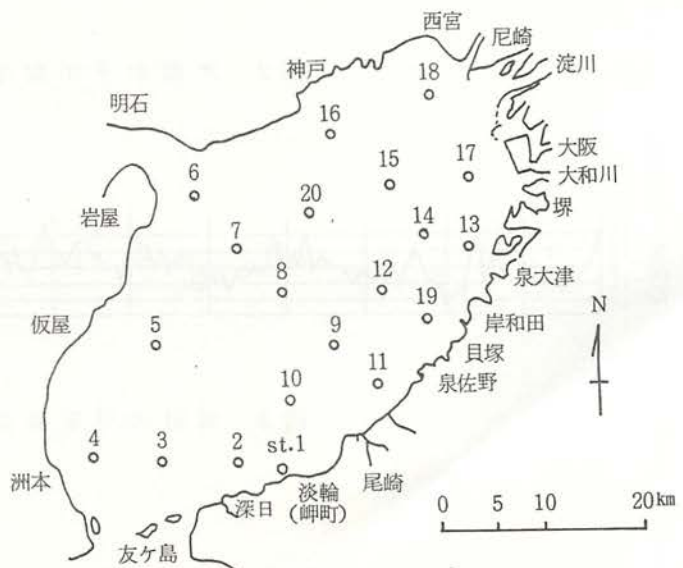 西宮
尼崎
淀川
神戸
18
明石
16
大阪
15
17
大和川
6
堺
20
岩屋
7
14
13
8
12
泉大津
19
N
仮屋
5
9
岸和田
貝塚
11
泉佐野
10
4
3
2
st.1
洲本
深日
淡輪
(岬町)
尾崎
友ケ島
0 5 10 20km